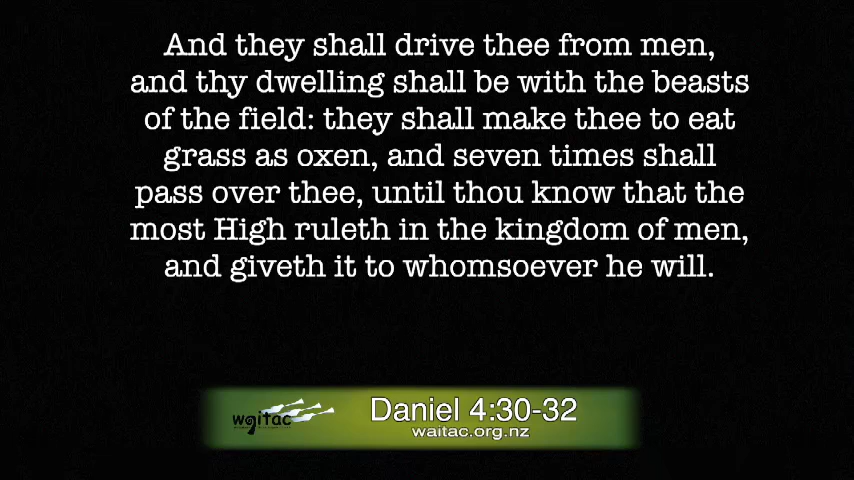 And they shall drive thee from men,
and thy dwelling shall be with the beasts
of the field: they shall make thee to eat
grass as oxen, and seven times shall
pass over thee, until thou know that the
most High ruleth in the kingdom of men,
and giveth it to whomsoever he will.
waitac
Daniel 4:30-32
waitac.org.nz